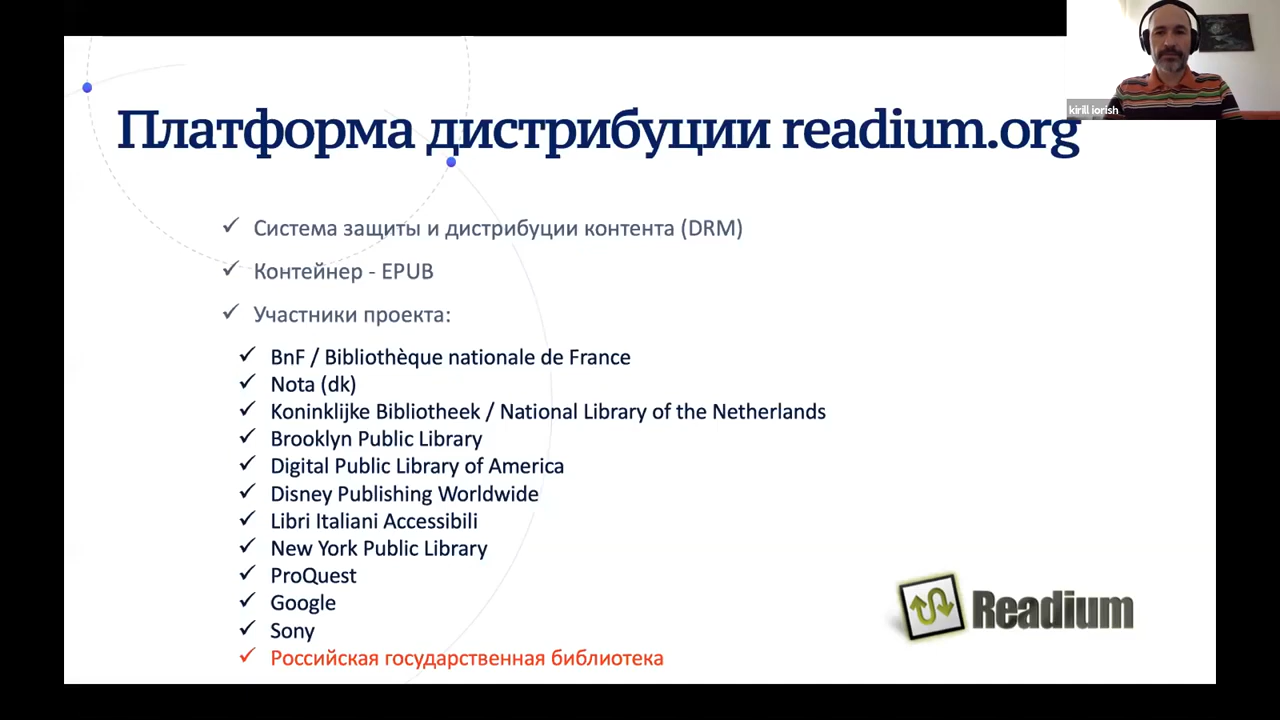 kirill iorish
Платформа дистрибуции readium.org
Система защиты и дистрибуции контента (DRM)
Контейнер - EPUB
Участники проекта:
BnF / Bibliothèque nationale de France
Nota (dk)
Koninklijke Bibliotheek / National Library of the Netherlands
Brooklyn Public Library
Digital Public Library of America
Disney Publishing Worldwide
Libri Italiani Accessibili
New York Public Library
ProQuest
Google
Sony
Российская государственная библиотека
Readium